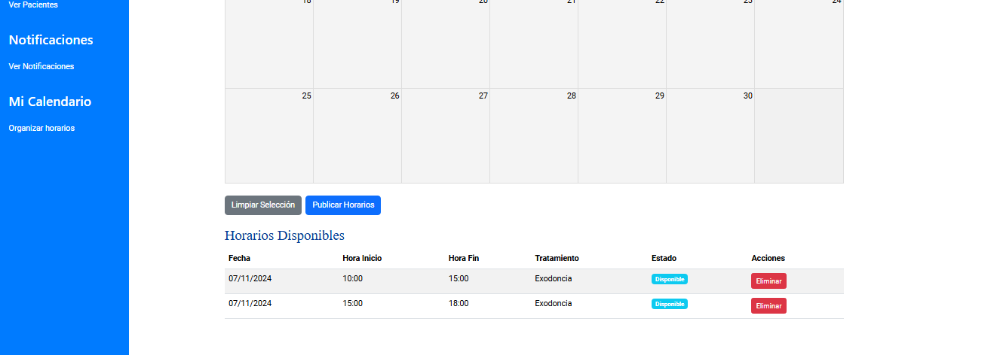 Ver Pacientes
Notificaciones
Ver Notificaciones
Mi Calendario
Organizar horarios
18 19 20 21 22 23 24
25 26 27 28 29 30
Limpiar Selección Publicar Horarios
Horarios Disponibles
Fecha Hora Inicio Hora Fin Tratamiento Estado Acciones
07/11/2024 10:00 15:00 Exodoncia Disponible Eliminar
07/11/2024 15:00 18:00 Exodoncia Disponible Eliminar